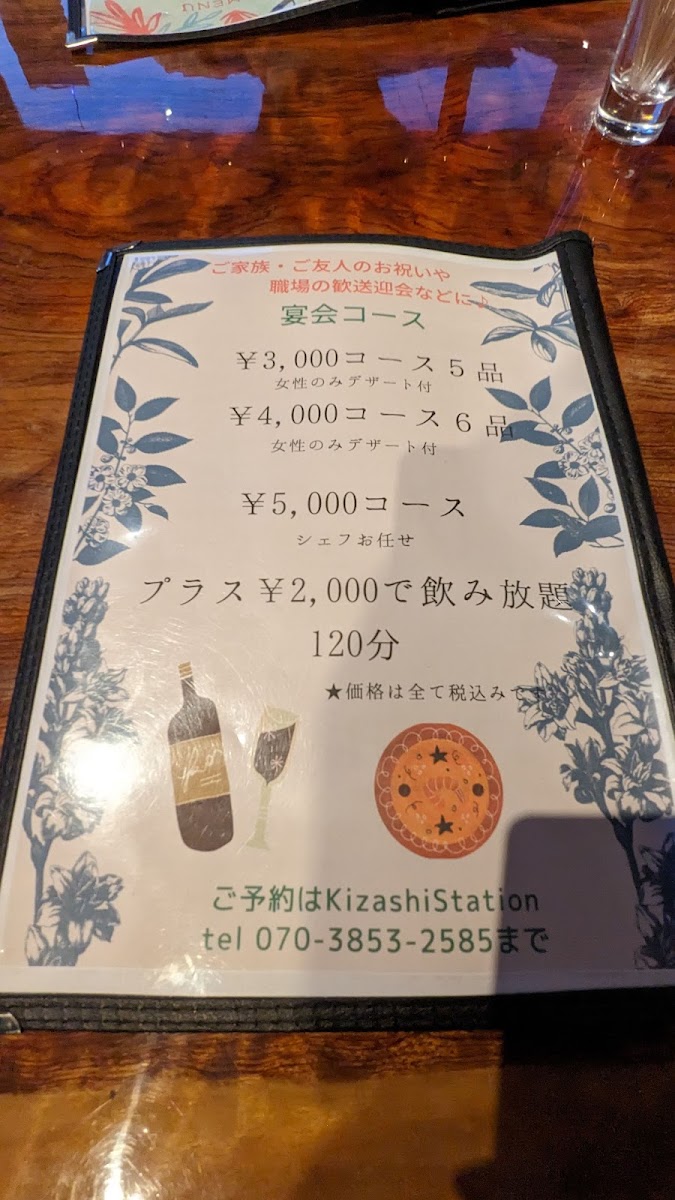 MENU
ご家族・ご友人のお祝いや
職場の歓送迎会などに♪
宴会コース
￥3,000コース５品
女性のみデザート付
￥4,000コース６品
女性のみデザート付
￥5,000コース
シェフお任せ
プラス￥2,000で飲み放題
120分
★価格は全て税込みです
ご予約はKizashiStation
tel 070-3853-2585まで